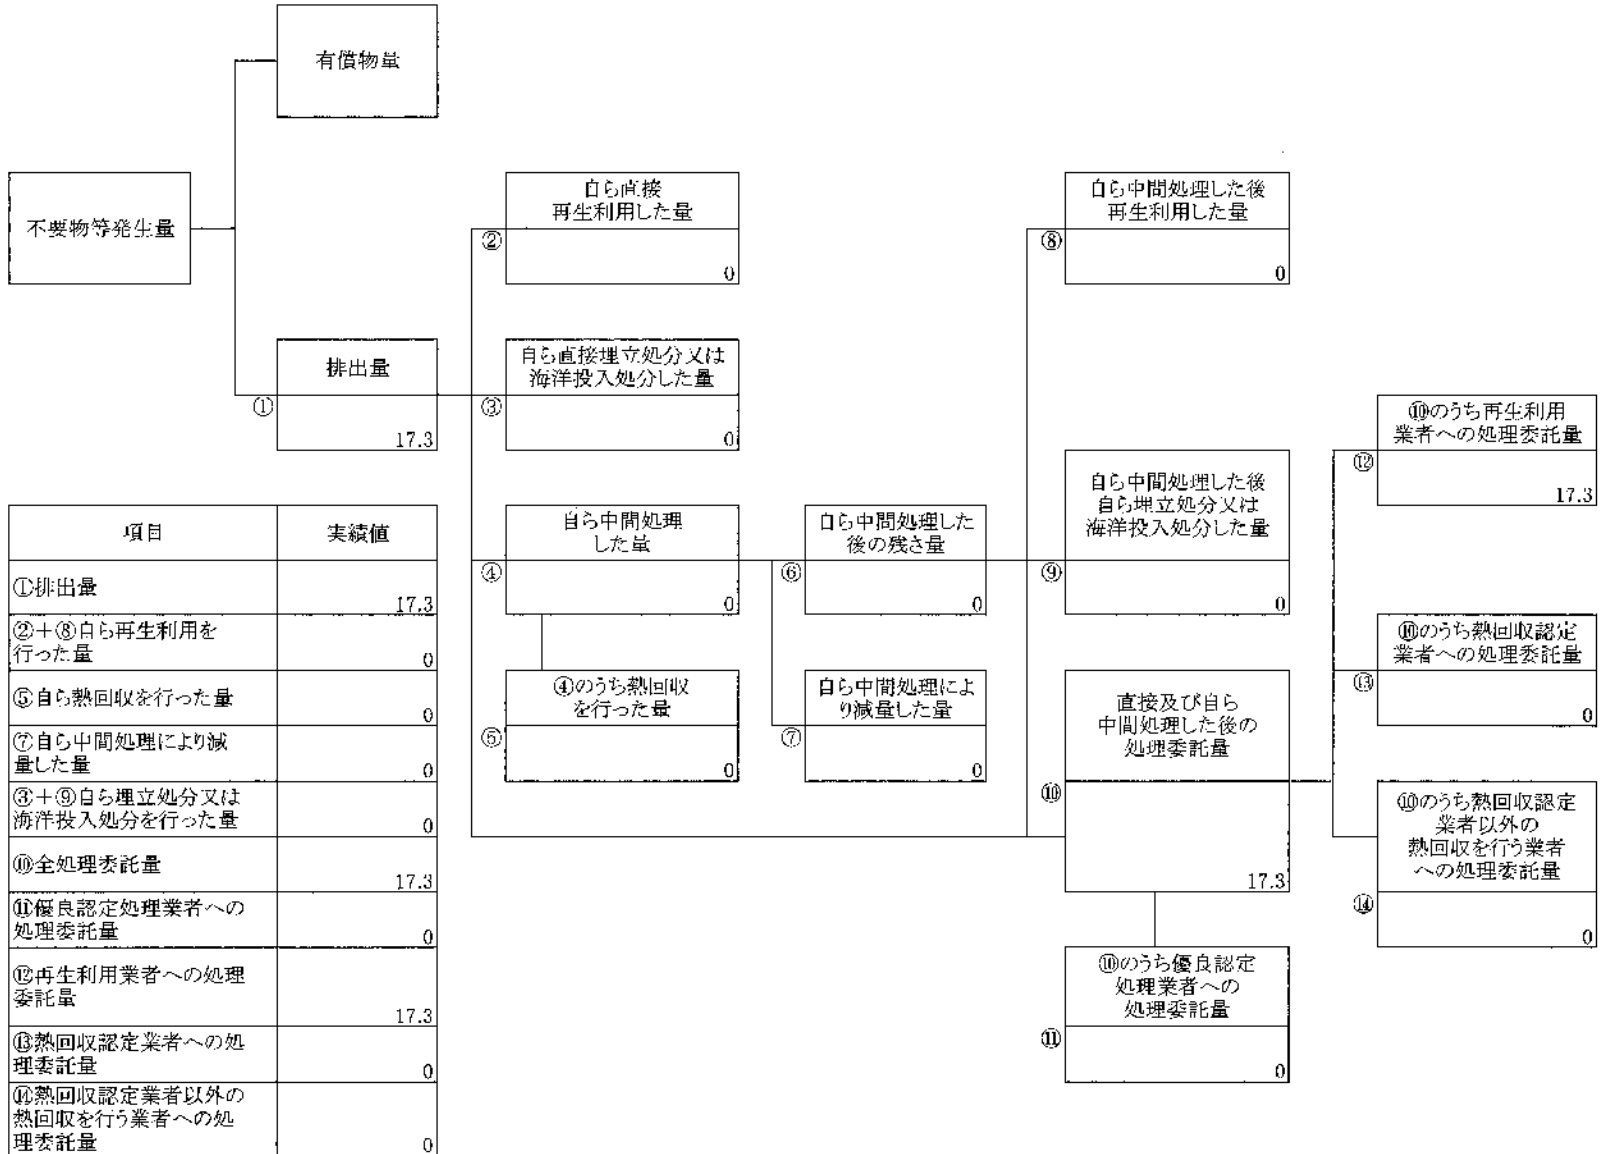 有償物量
不要物等発生量
排出量
①
17.3
自ら直接
再生利用した量
②
0
自ら直接埋立処分又は
海洋投入処分した量
③
0
自ら中間処理
した量
④
0
④のうち熱回収
を行った量
⑤
0
自ら中間処理した
後の残さ量
⑥
0
自ら中間処理によ
り減量した量
⑦
0
自ら中間処理した後
再生利用した量
⑧
0
自ら中間処理した後
自ら埋立処分又は
海洋投入処分した量
⑨
0
直接及び自ら
中間処理した後の
処理委託量
⑩
17.3
⑩のうち優良認定
処理業者への
処理委託量
⑪
0
⑩のうち再生利用
業者への処理委託量
⑫
17.3
⑩のうち熱回収認定
業者への処理委託量
⑬
0
⑩のうち熱回収認定
業者以外の
熱回収を行う業者
への処理委託量
⑭
0
項目 実績値
①排出量 17.3
②+⑧自ら再生利用を
行った量 0
⑤自ら熱回収を行った量 0
⑦自ら中間処理により減
量した量 0
③+⑨自ら埋立処分又は
海洋投入処分を行った量 0
⑩全処理委託量 17.3
⑪優良認定処理業者への
処理委託量 0
⑫再生利用業者への処理
委託量 17.3
⑬熱回収認定業者への処
理委託量 0
⑭熱回収認定業者以外の
熱回収を行う業者への処
理委託量 0